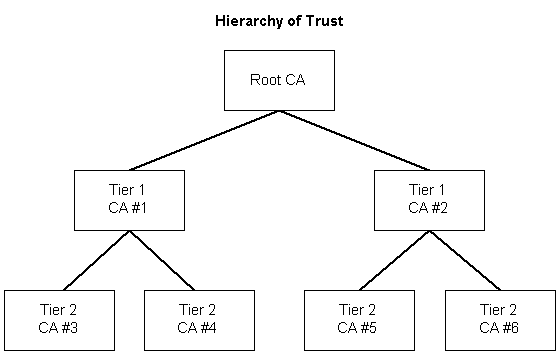 Hierarchy of Trust
Root CA
Tier 1
CA #1
Tier 1
CA #2
Tier 2
CA #3
Tier 2
CA #4
Tier 2
CA #5
Tier 2
CA #6